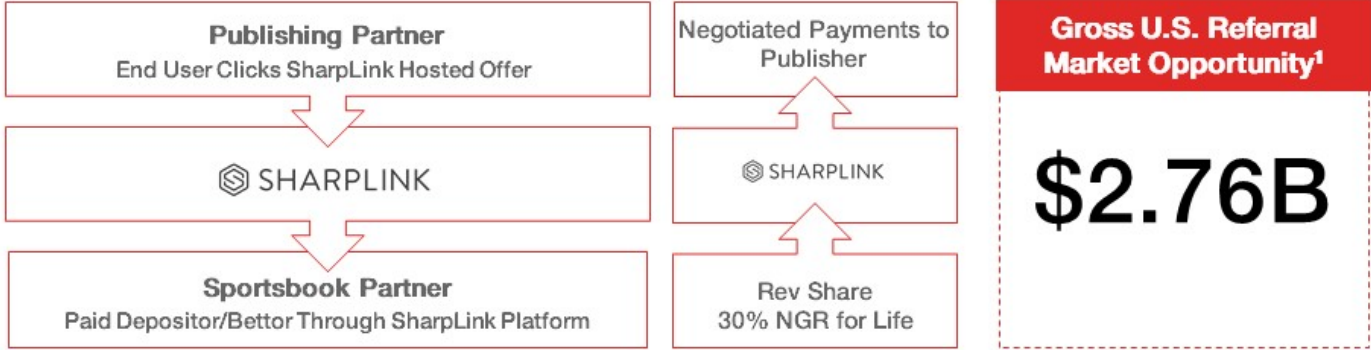 Publishing Partner
End User Clicks SharpLink Hosted Offer
SHARPLINK
Sportsbook Partner
Paid Depositor/Bettor Through SharpLink Platform
Negotiated Payments to
Publisher
SHARPLINK
Rev Share
30% NGR for Life
Gross U.S. Referral
Market Opportunity¹
$2.76B